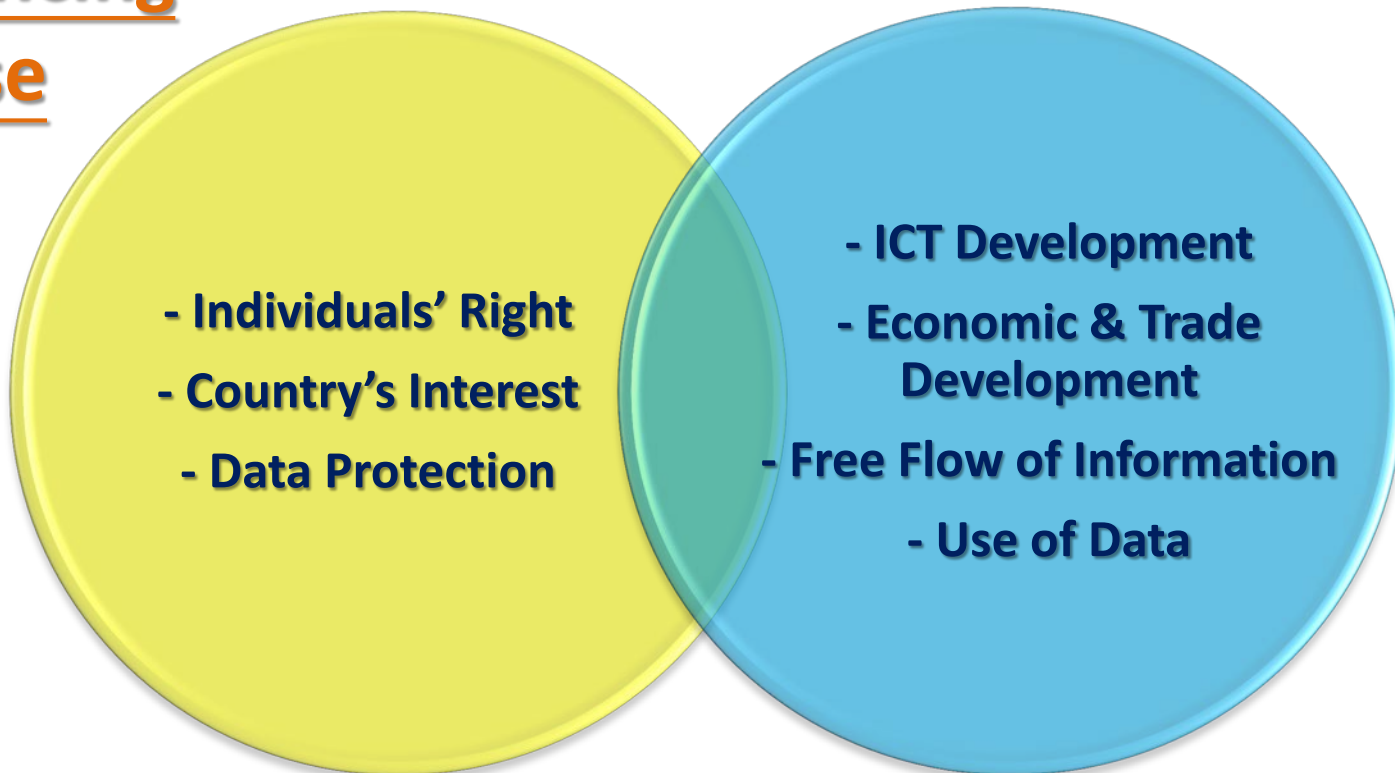 - Individuals’ Right
- Country’s Interest
- Data Protection
- ICT Development
- Economic & Trade
Development
- Free Flow of Information
- Use of Data